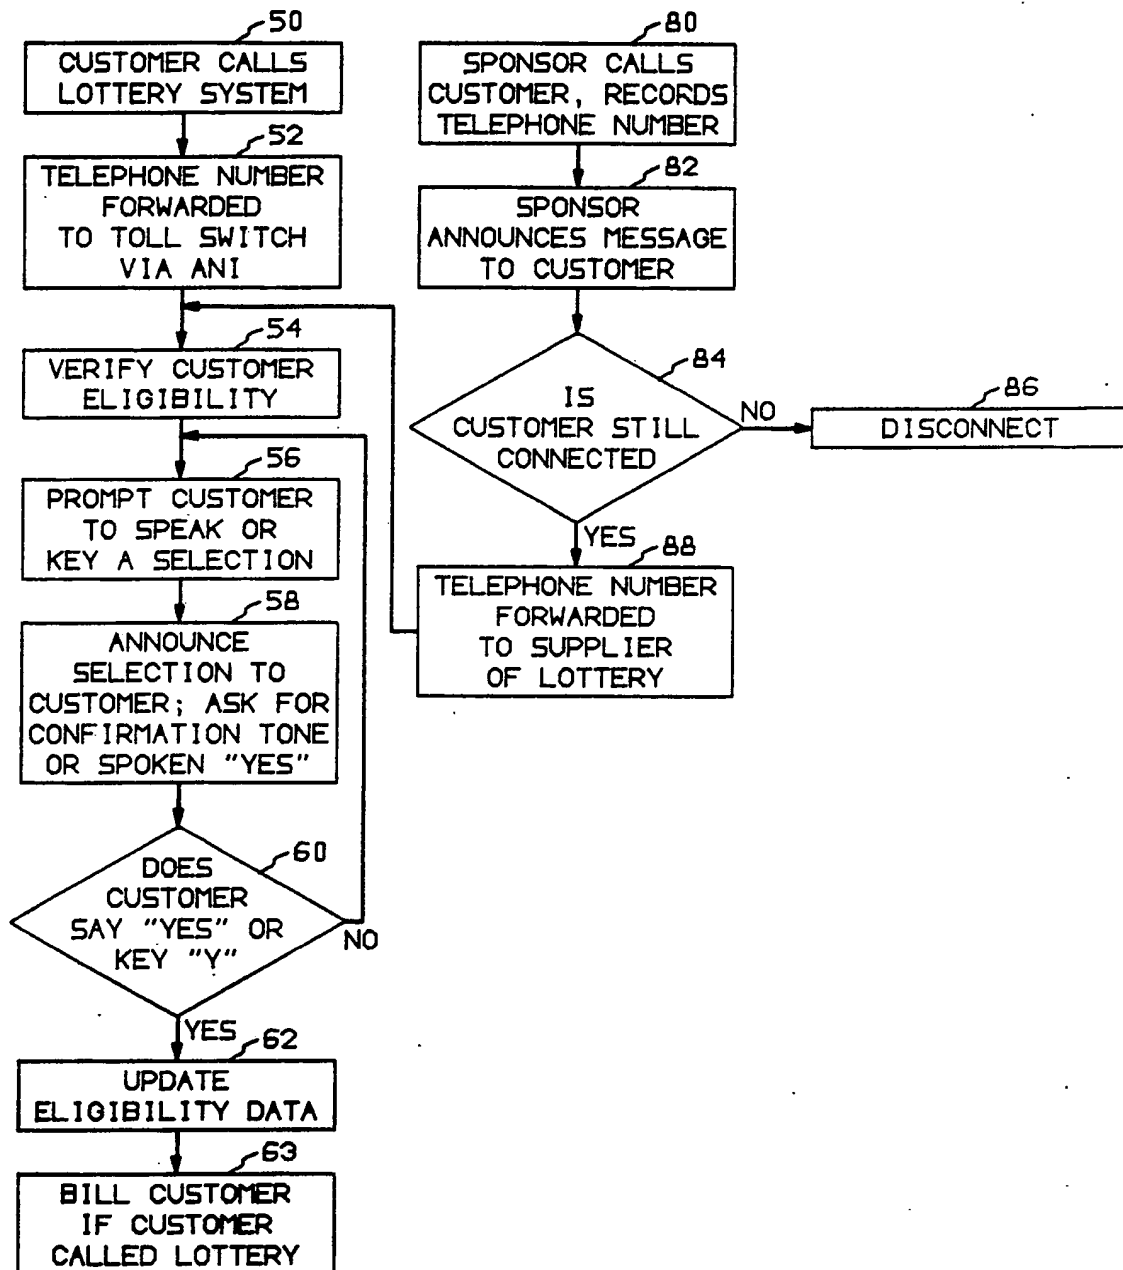 50
CUSTOMER CALLS
LOTTERY SYSTEM
52
TELEPHONE NUMBER
FORWARDED
TO TOLL SWITCH
VIA ANI
54
VERIFY CUSTOMER
ELIGIBILITY
56
PROMPT CUSTOMER
TO SPEAK OR
KEY A SELECTION
58
ANNOUNCE
SELECTION TO
CUSTOMER; ASK FOR
CONFIRMATION TONE
OR SPOKEN "YES"
60
DOES
CUSTOMER
SAY "YES" OR
KEY "Y"
NO
YES
62
UPDATE
ELIGIBILITY DATA
63
BILL CUSTOMER
IF CUSTOMER
CALLED LOTTERY
80
SPONSOR CALLS
CUSTOMER, RECORDS
TELEPHONE NUMBER
82
SPONSOR
ANNOUNCES MESSAGE
TO CUSTOMER
84
IS
CUSTOMER STILL
CONNECTED
NO
86
DISCONNECT
YES
88
TELEPHONE NUMBER
FORWARDED
TO SUPPLIER
OF LOTTERY